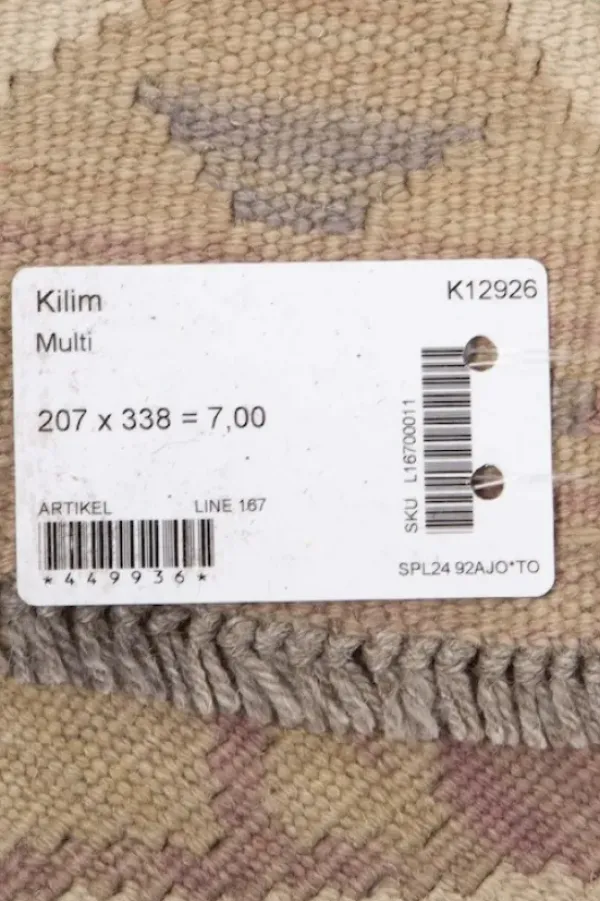 Kilim
K12926
Multi
207 x 338 = 7,00
SKU L16700011
ARTIKEL
LINE 167
*449936*
SPL24 92AJO*TO